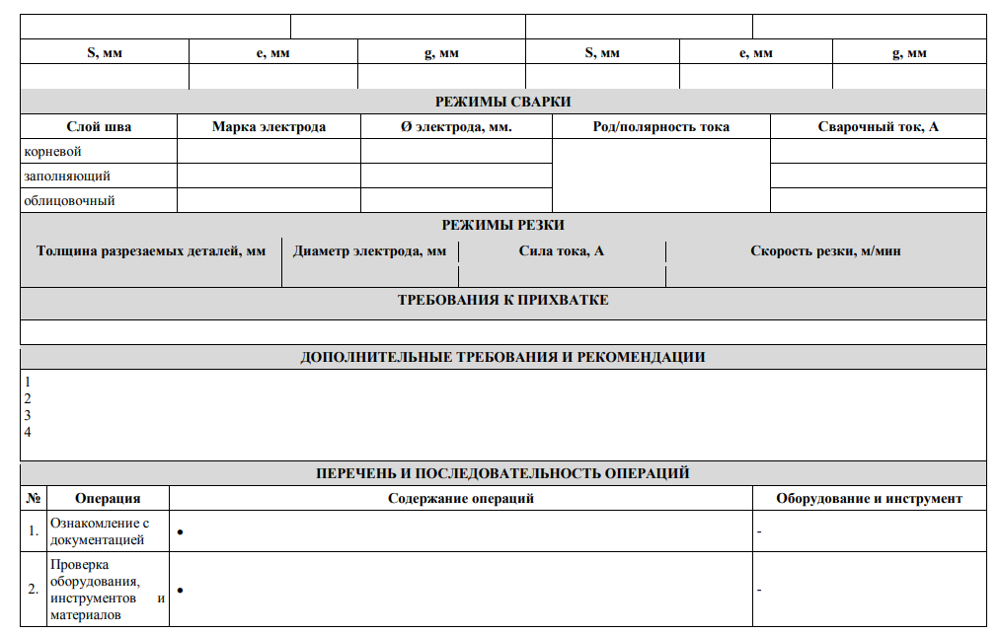 S, мм e, мм g, мм S, мм e, мм g, мм
РЕЖИМЫ СВАРКИ
Слой шва Марка электрода Ø электрода, мм. Род/полярность тока Сварочный ток, А
корневой
заполняющий
облицовочный
РЕЖИМЫ РЕЗКИ
Толщина разрезаемых деталей, мм Диаметр электрода, мм Сила тока, А Скорость резки, м/мин
ТРЕБОВАНИЯ К ПРИХВАТКЕ
ДОПОЛНИТЕЛЬНЫЕ ТРЕБОВАНИЯ И РЕКОМЕНДАЦИИ
1
2
3
4
ПЕРЕЧЕНЬ И ПОСЛЕДОВАТЕЛЬНОСТЬ ОПЕРАЦИЙ
№ Операция Содержание операций Оборудование и инструмент
1. Ознакомление с
документацией
• -
2. Проверка
оборудования,
инструментов и
материалов
• -